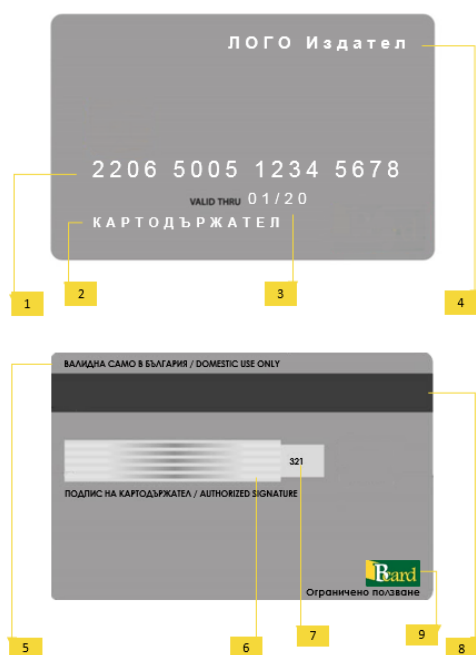 ЛОГО Издател
2206 5005 1234 5678
VALID THRU 01/20
КАРТОДЪРЖАТЕЛ
1
2
3
4
ВАЛИДНА САМО В БЪЛГАРИЯ / DOMESTIC USE ONLY
321
ПОДПИС НА КАРТОДЪРЖАТЕЛ / AUTHORIZED SIGNATURE
Bcard
Ограничено ползване
5
6
7
9
8